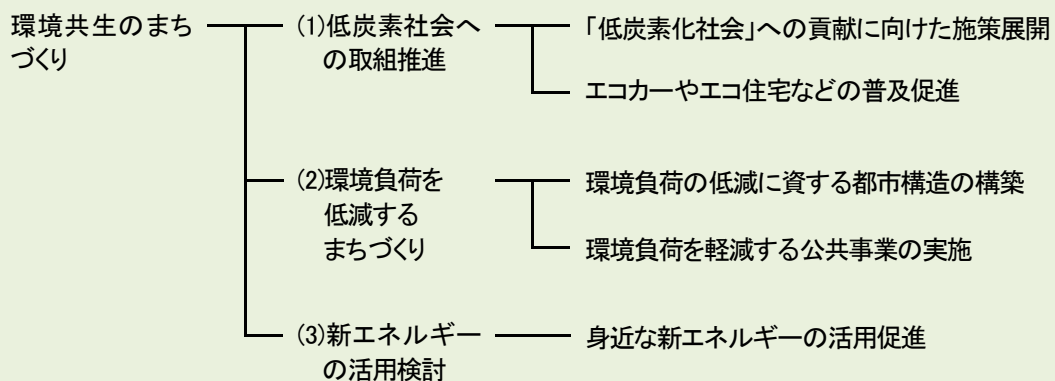 環境共生のまち
づくり
(1)低炭素社会へ
の取組推進
「低炭素化社会」への貢献に向けた施策展開
エコカーやエコ住宅などの普及促進
(2)環境負荷を
低減する
まちづくり
環境負荷の低減に資する都市構造の構築
環境負荷を軽減する公共事業の実施
(3)新エネルギー
の活用検討
身近な新エネルギーの活用促進